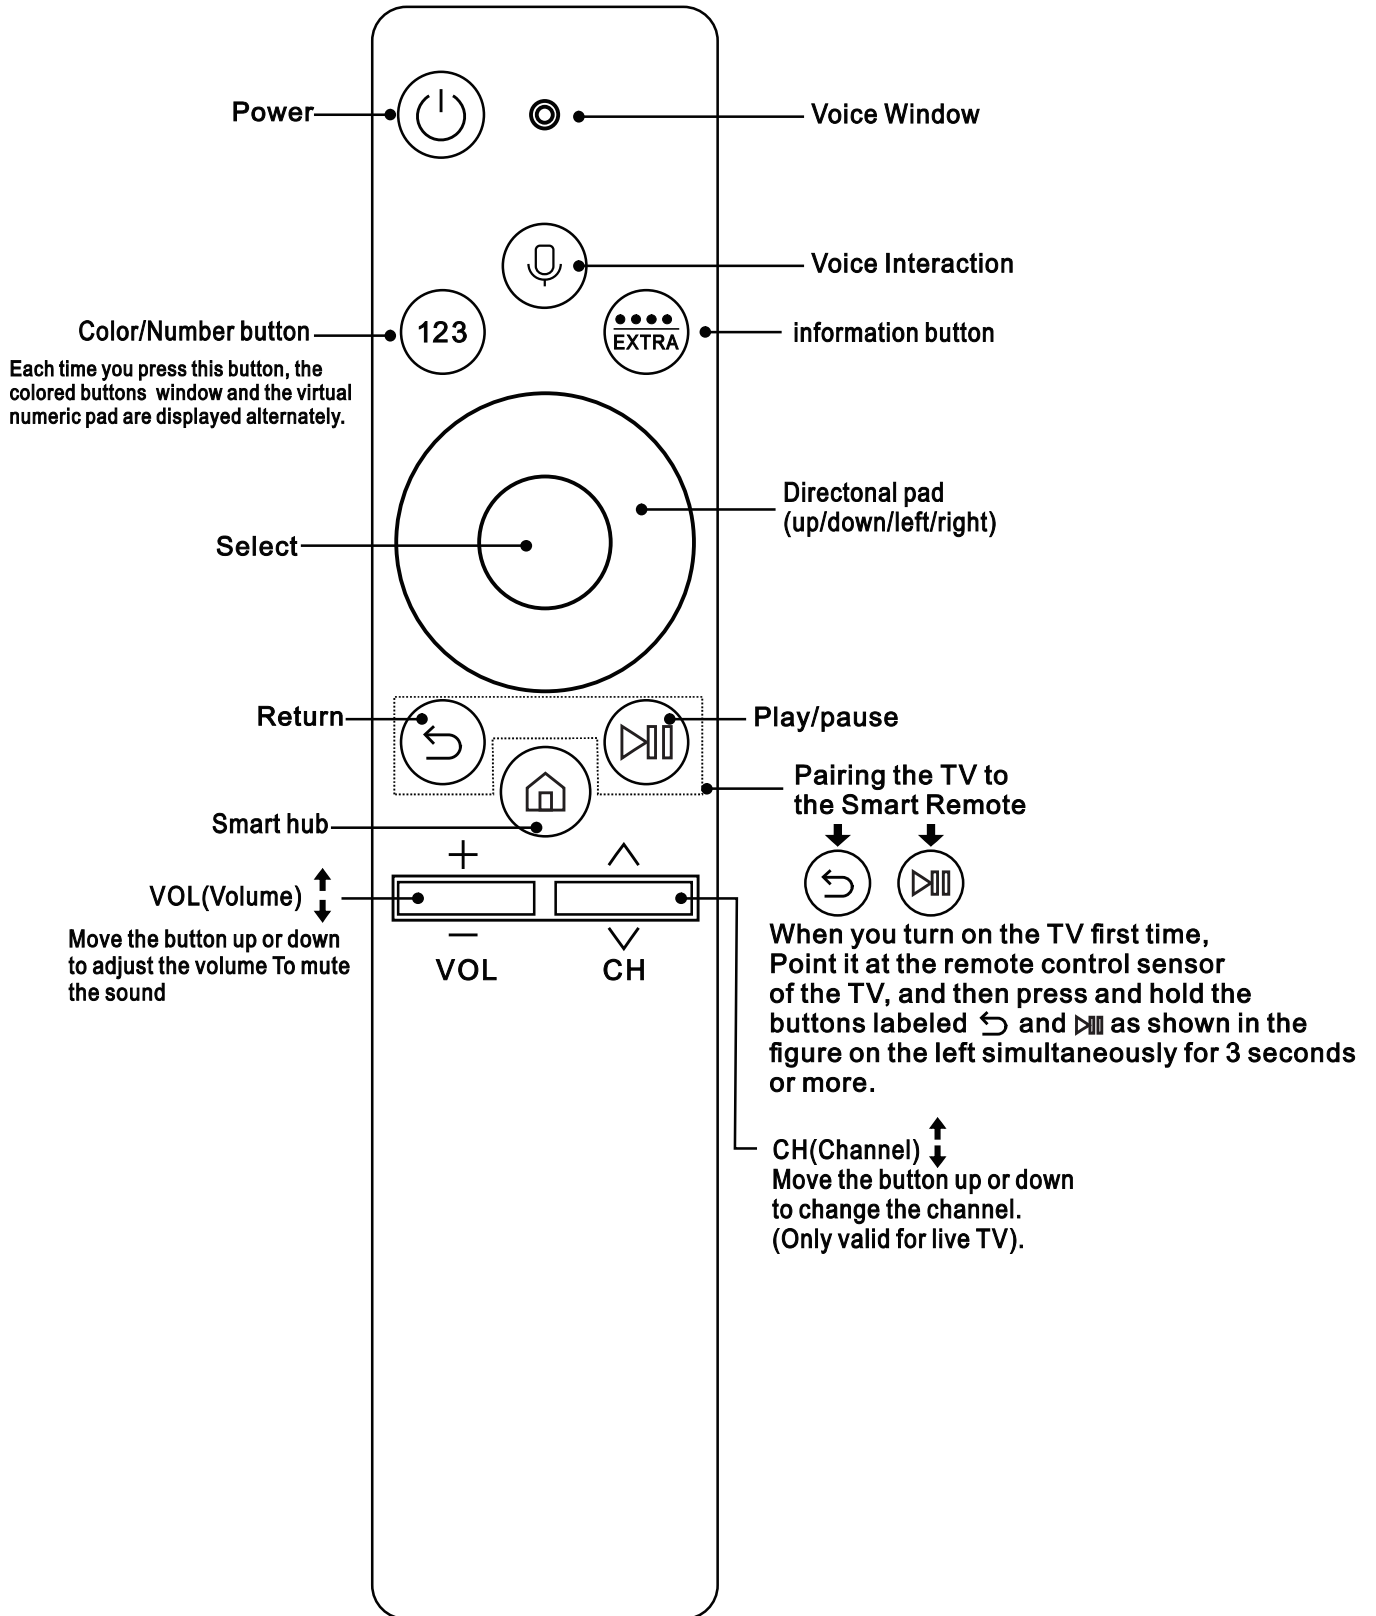 Power
Voice Window
Voice Interaction
Color/Number button
123
EXTRA
information button
Each time you press this button, the
colored buttons window and the virtual
numeric pad are displayed alternately.
Directonal pad
(up/down/left/right)
Select
Return
Play/pause
Pairing the TV to
the Smart Remote
Smart hub
VOL(Volume)
Move the button up or down
to adjust the volume To mute
the sound
VOL
CH
When you turn on the TV first time,
Point it at the remote control sensor
of the TV, and then press and hold the
buttons labeled and as shown in the
figure on the left simultaneously for 3 seconds
or more.
CH(Channel)
Move the button up or down
to change the channel.
(Only valid for live TV).